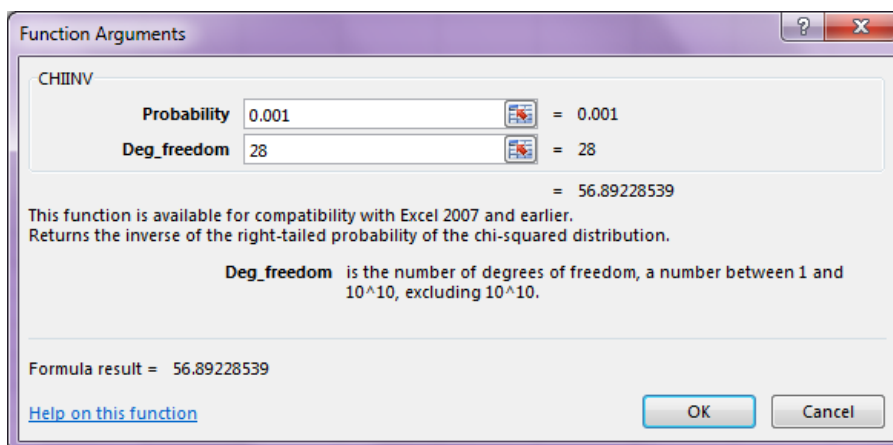 Function Arguments
CHIINV
Probability 0.001 = 0.001
Deg_freedom 28 = 28
= 56.89228539
This function is available for compatibility with Excel 2007 and earlier.
Returns the inverse of the right-tailed probability of the chi-squared distribution.
Deg_freedom is the number of degrees of freedom, a number between 1 and
10^10, excluding 10^10.
Formula result = 56.89228539
Help on this function
OK Cancel